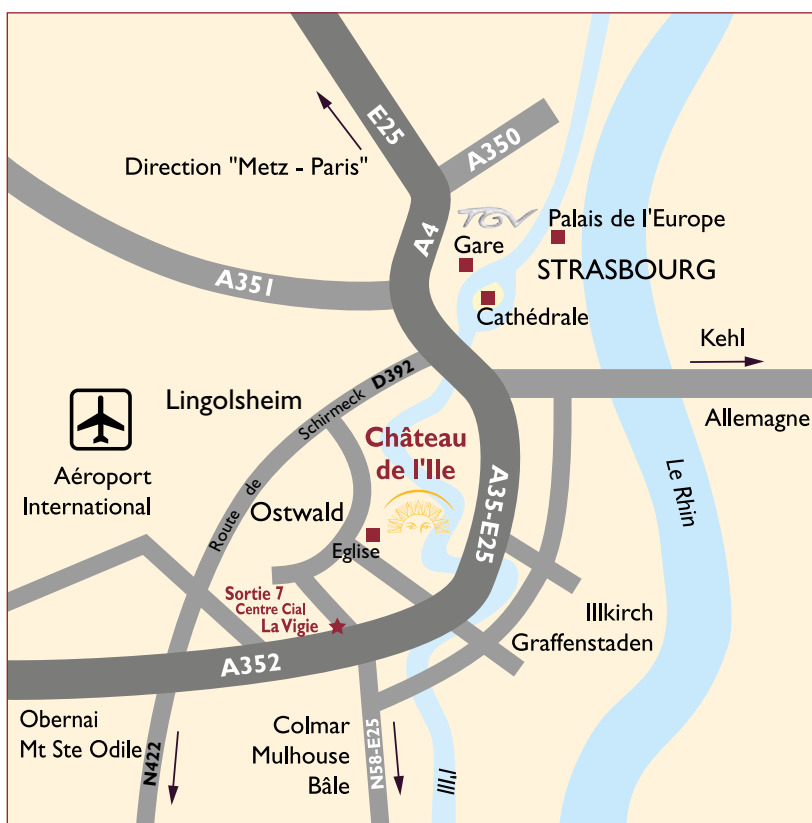 E25
A350
Direction "Metz - Paris"
TGV
Palais de l'Europe
A4
Gare
STRASBOURG
A351
Cathédrale
Kehl
D392
Lingolsheim
Schirmeck
Allemagne
Château
de l'Ile
Aéroport
International
Le Rhin
A35-E25
Route de
Ostwald
Eglise
Sortie 7
Centre Cial
La Vigie
Illkirch
Graffenstaden
A352
Obernai
Mt Ste Odile
N422
Colmar
Mulhouse
Bâle
N58-E25
l'Ill